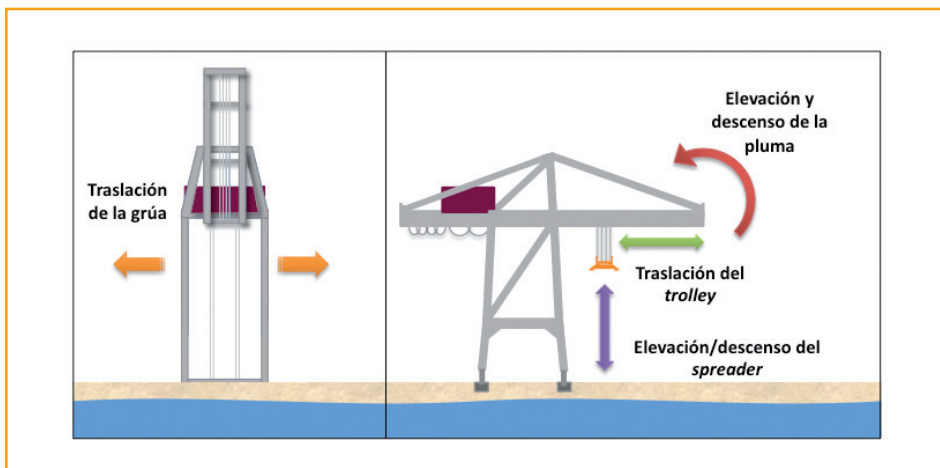 Traslación
de la grúa
Elevación y
descenso de la
pluma
Traslación del
trolley
Elevación/descenso del
spreader